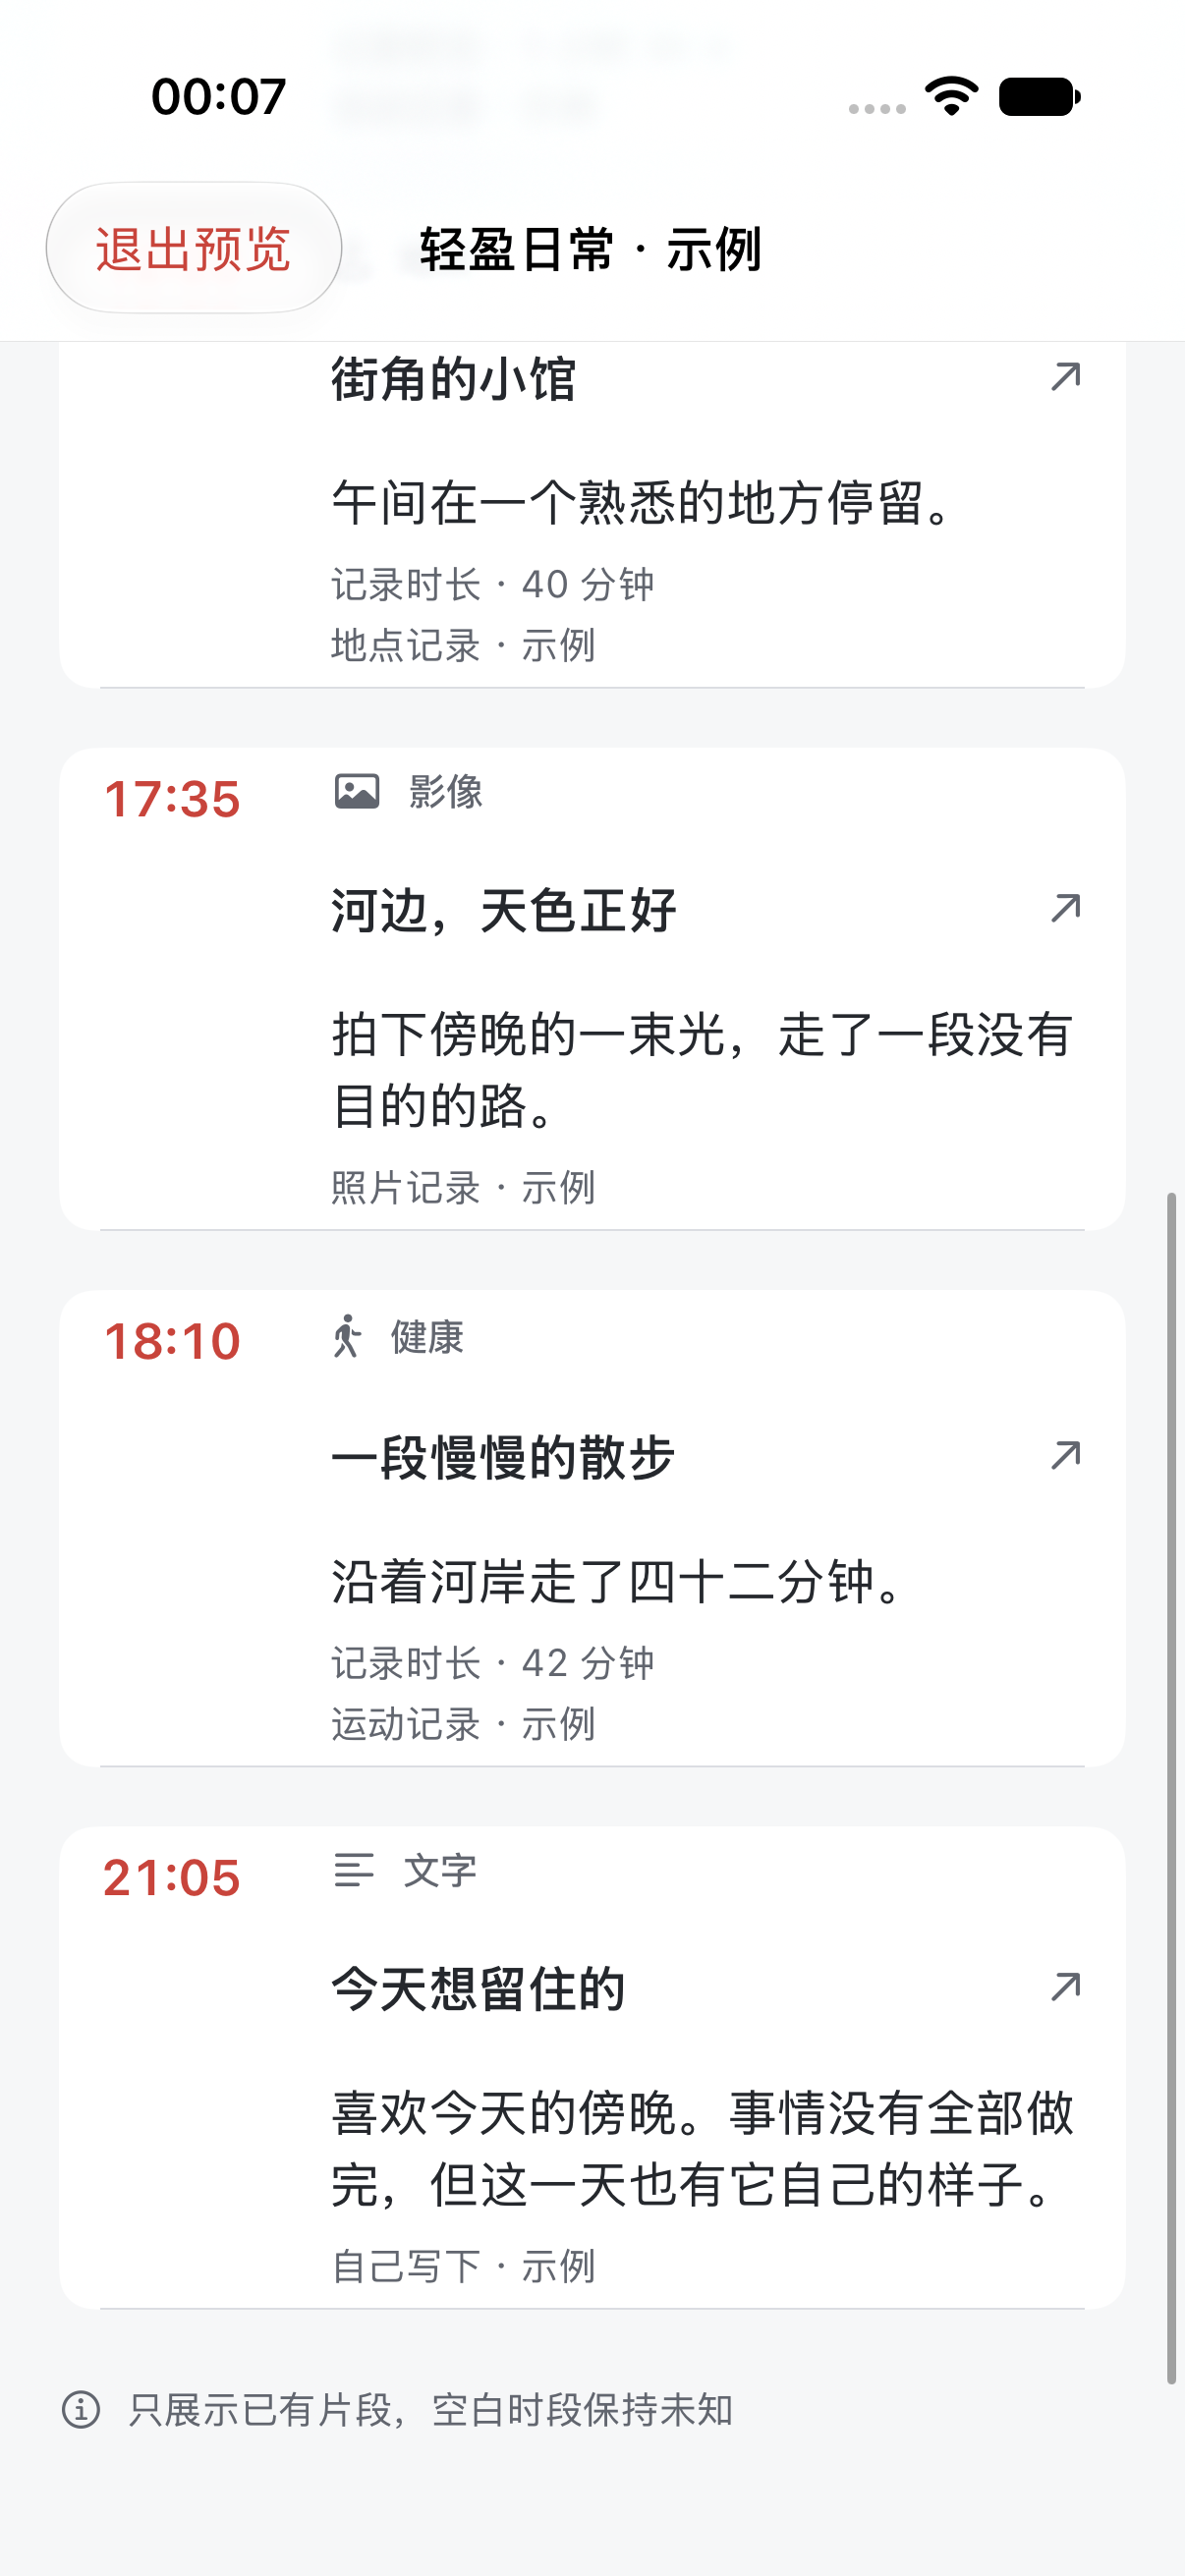 00:07
退出预览
轻盈日常 · 示例
街角的小馆
午间在一个熟悉的地方停留。
记录时长 · 40 分钟
地点记录 · 示例
17:35
影像
河边，天色正好
拍下傍晚的一束光，走了一段没有
目的的路。
照片记录 · 示例
18:10
健康
一段慢慢的散步
沿着河岸走了四十二分钟。
记录时长 · 42 分钟
运动记录 · 示例
21:05
文字
今天想留住的
喜欢今天的傍晚。事情没有全部做
完，但这一天也有它自己的样子。
自己写下 · 示例
只展示已有片段，空白时段保持未知